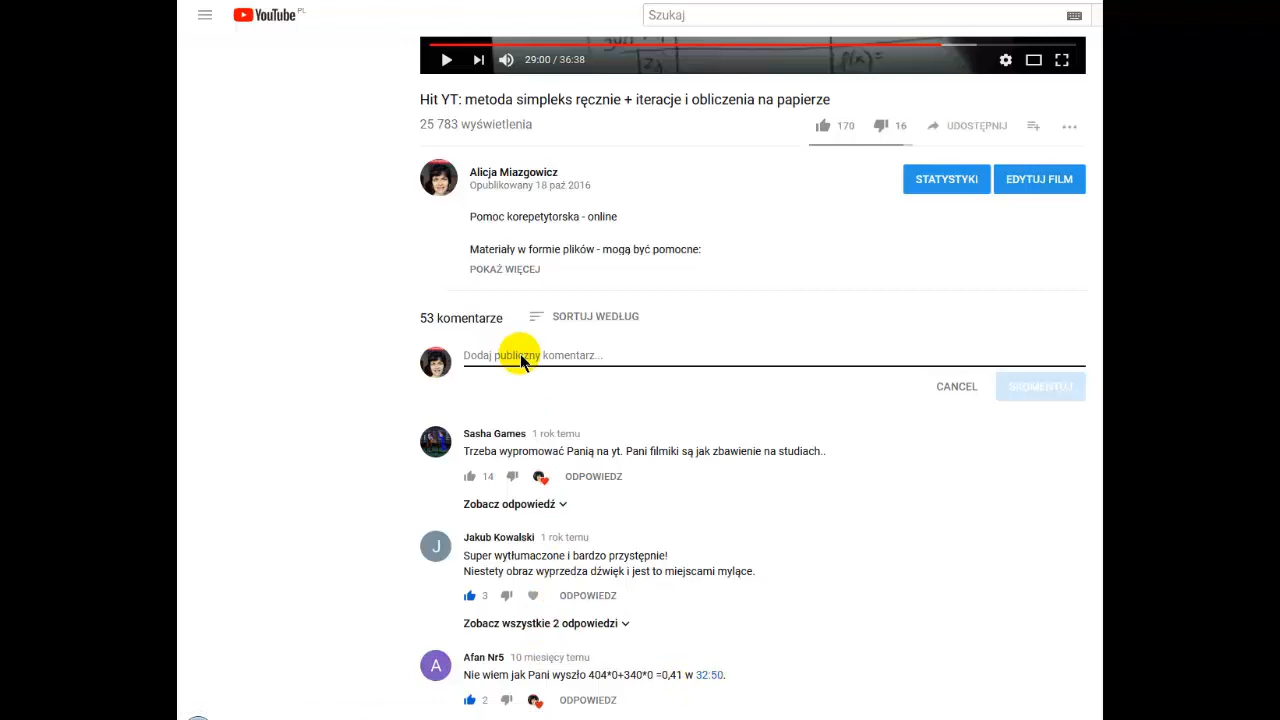 YouTube PL
Szukaj
f(x)=
29:00 / 36:38
Hit YT: metoda simpleks ręcznie + iteracje i obliczenia na papierze
25 783 wyświetlenia
170
16
UDOSTĘPNIJ
Alicja Miazgowicz
Opublikowany 18 paź 2016
STATYSTYKI
EDYTUJ FILM
Pomoc korepetytorska - online
Materiały w formie plików - mogą być pomocne:
POKAŻ WIĘCEJ
53 komentarze
SORTUJ WEDŁUG
Dodaj publiczny komentarz...
CANCEL
SKOMENTUJ
Sasha Games 1 rok temu
Trzeba wypromować Panią na yt. Pani filmiki są jak zbawienie na studiach..
14
ODPOWIEDZ
Zobacz odpowiedź
J
Jakub Kowalski 1 rok temu
Super wytłumaczone i bardzo przystępnie!
Niestety obraz wyprzedza dźwięk i jest to miejscami mylące.
3
ODPOWIEDZ
Zobacz wszystkie 2 odpowiedzi
A
Afan Nr5 10 miesięcy temu
Nie wiem jak Pani wyszło 404*0+340*0 =0,41 w 32:50.
2
ODPOWIEDZ